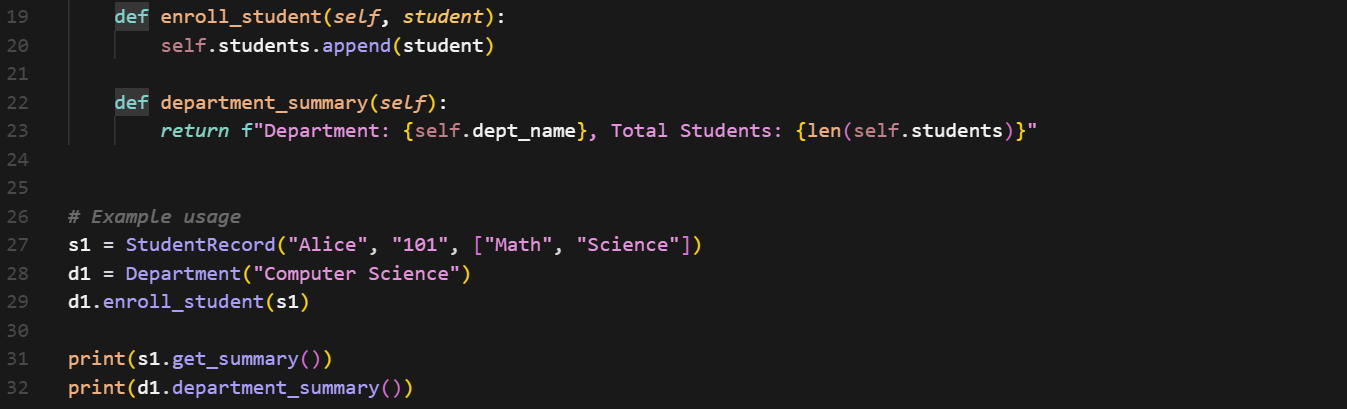 19 def enroll_student(self, student):
20 self.students.append(student)
21
22 def department_summary(self):
23 return f"Department: {self.dept_name}, Total Students: {len(self.students)}"
24
25
26 # Example usage
27 s1 = StudentRecord("Alice", "101", ["Math", "Science"])
28 d1 = Department("Computer Science")
29 d1.enroll_student(s1)
30
31 print(s1.get_summary())
32 print(d1.department_summary())